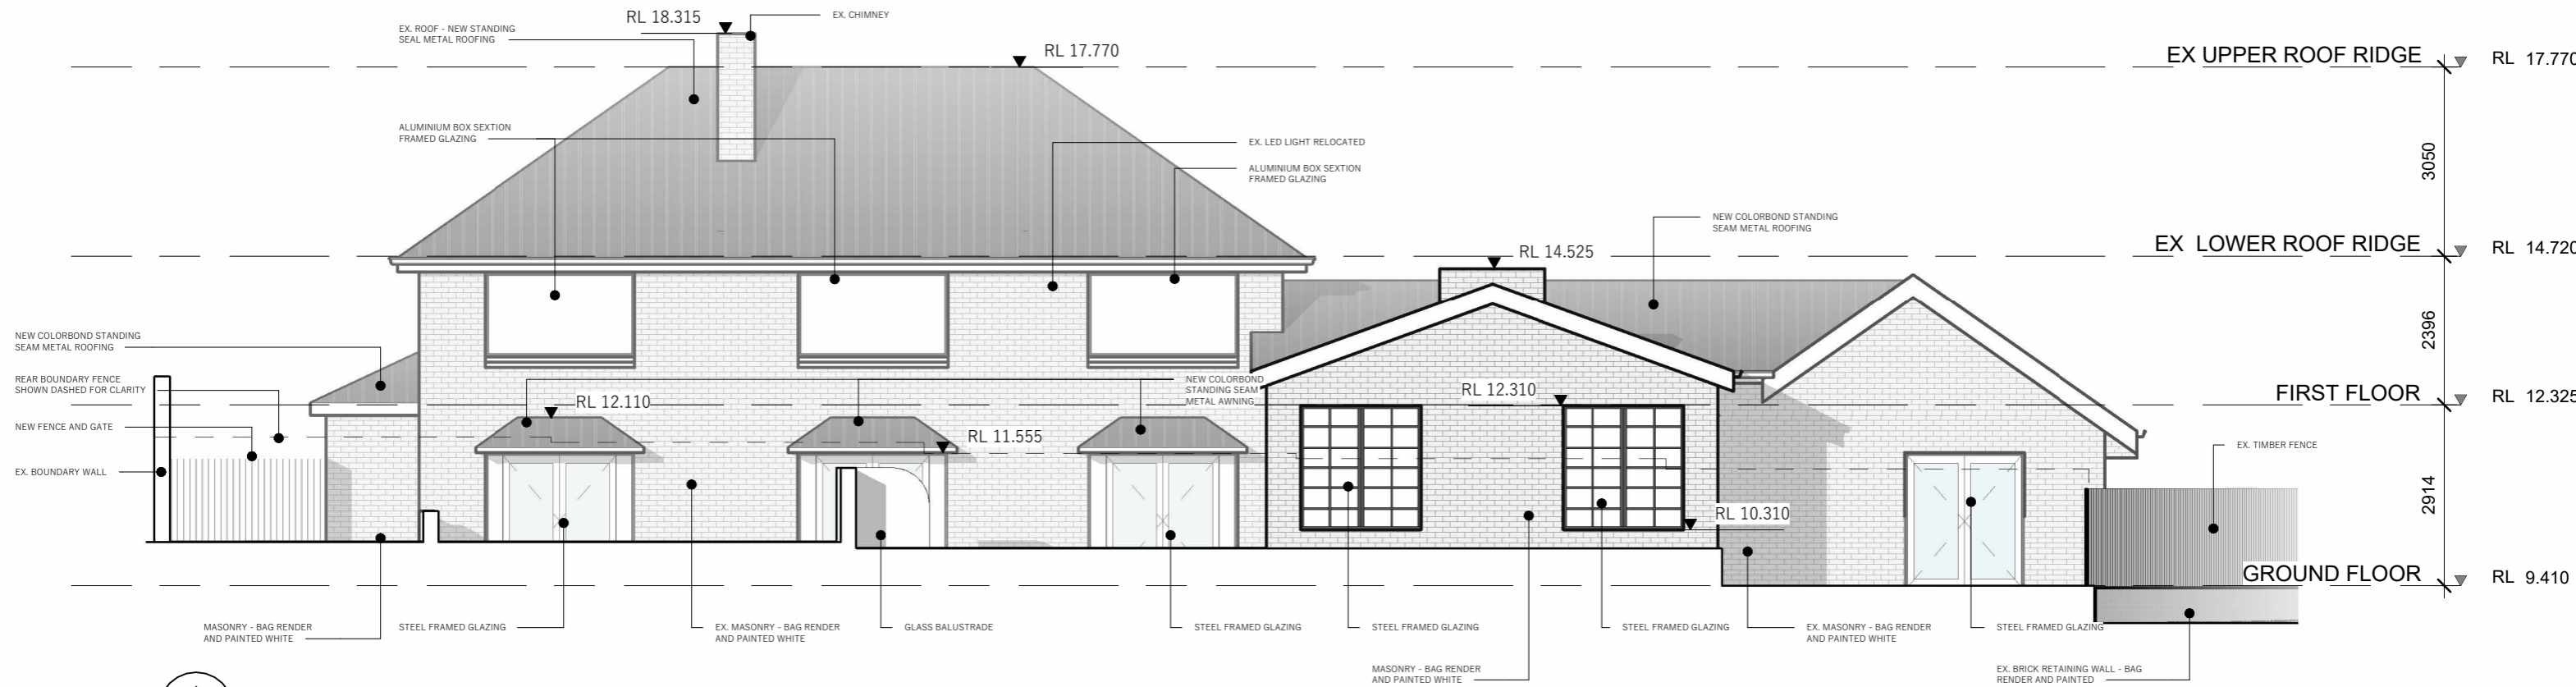 RL 18.315
EX. CHIMNEY
EX. ROOF - NEW STANDING
SEAL METAL ROOFING
RL 17.770
EX UPPER ROOF RIDGE
RL 17.770
ALUMINIUM BOX SEXTION
FRAMED GLAZING
EX. LED LIGHT RELOCATED
ALUMINIUM BOX SEXTION
FRAMED GLAZING
3050
NEW COLORBOND STANDING
SEAM METAL ROOFING
RL 14.525
EX LOWER ROOF RIDGE
RL 14.720
NEW COLORBOND STANDING
SEAM METAL ROOFING
2396
REAR BOUNDARY FENCE
SHOWN DASHED FOR CLARITY
NEW COLORBOND
STANDING SEAM
METAL AWNING
RL 12.110
RL 12.310
FIRST FLOOR
RL 12.325
NEW FENCE AND GATE
RL 11.555
EX. BOUNDARY WALL
EX. TIMBER FENCE
2914
RL 10.310
GROUND FLOOR
RL 9.410
MASONRY - BAG RENDER
AND PAINTED WHITE
STEEL FRAMED GLAZING
EX. MASONRY - BAG RENDER
AND PAINTED WHITE
GLASS BALUSTRADE
STEEL FRAMED GLAZING
STEEL FRAMED GLAZING
STEEL FRAMED GLAZING
EX. MASONRY - BAG RENDER
AND PAINTED WHITE
STEEL FRAMED GLAZING
MASONRY - BAG RENDER
AND PAINTED WHITE
EX. BRICK RETAINING WALL - BAG
RENDER AND PAINTED